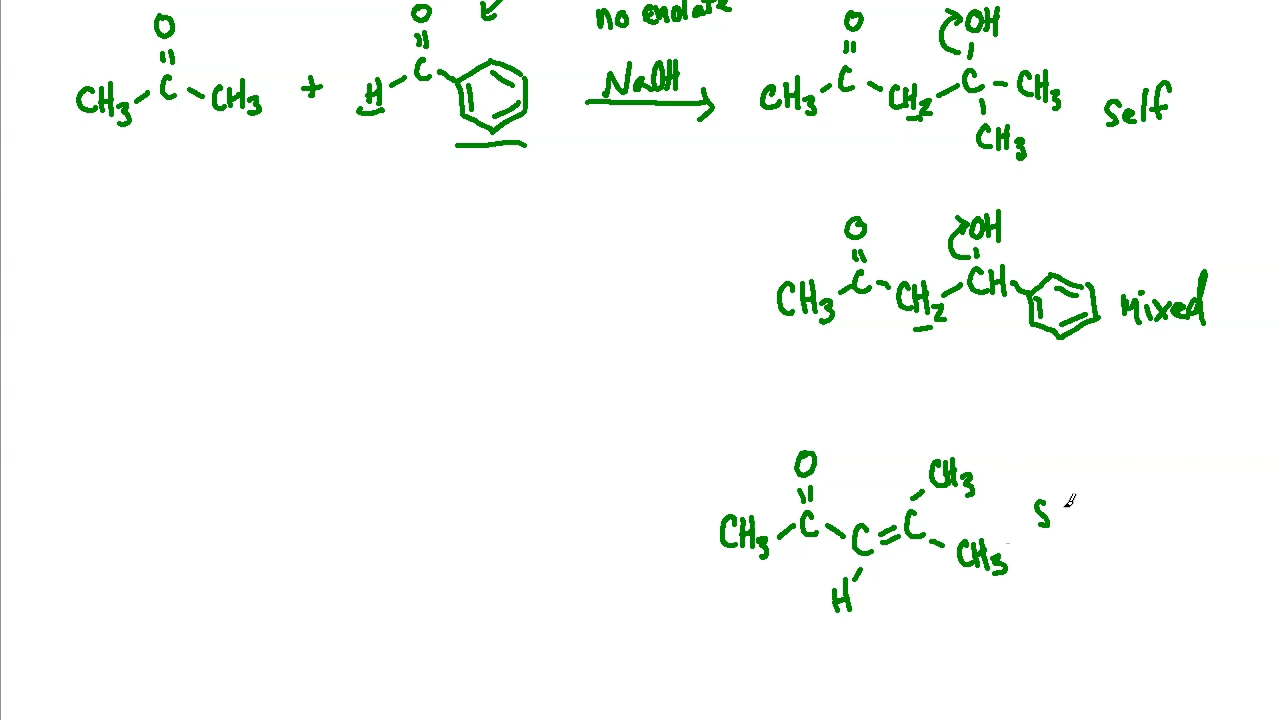 no enolate
O O O OH
CH3 C CH3 + H C NaOH CH3 C CH2 C CH3 self
CH3
O OH
CH3 C CH2 CH mixed
O CH3
CH3 C C = C S
H CH3